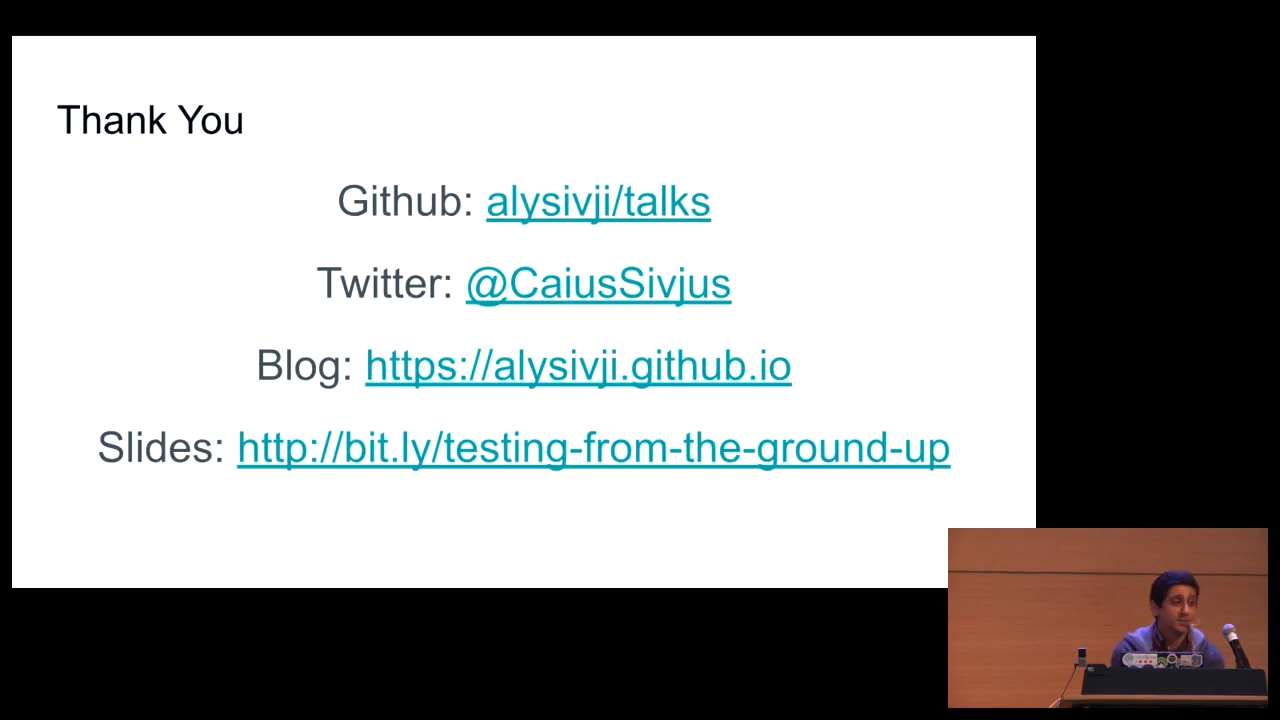 Thank You
Github: alysivji/talks
Twitter: @CaiusSivjus
Blog: https://alysivji.github.io
Slides: http://bit.ly/testing-from-the-ground-up